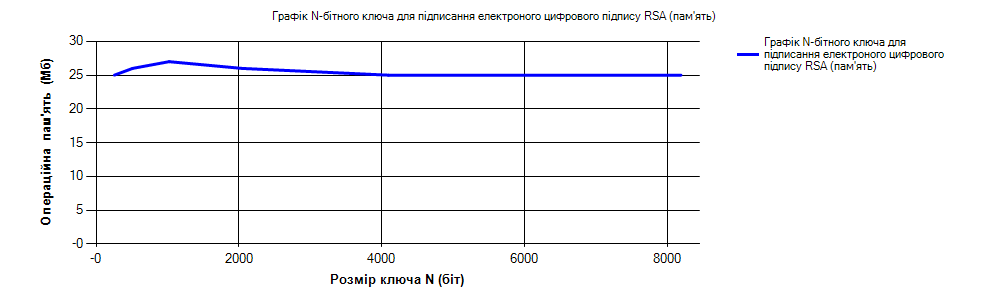 Графік N-бітного ключа для підписання електроного цифрового підпису RSA (пам'ять)
30
25
20
15
10
5
-0
Операційна пам'ять (Мб)
-0
2000
4000
6000
8000
Розмір ключа N (біт)
Графік N-бітного ключа для
підписання електроного цифрового
підпису RSA (пам'ять)